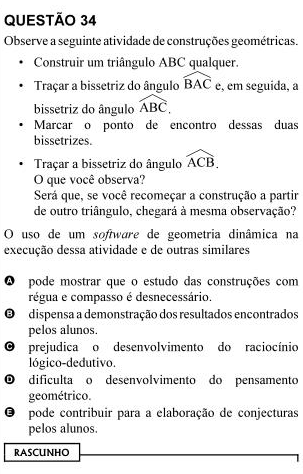 QUESTÃO 34
Observe a seguinte atividade de construções geométricas.
• Construir um triângulo ABC qualquer.
• Traçar a bissetriz do ângulo BAC e, em seguida, a
bissetriz do ângulo ABC.
• Marcar o ponto de encontro dessas duas
bissetrizes.
• Traçar a bissetriz do ângulo ACB.
O que você observa?
Será que, se você recomeçar a construção a partir
de outro triângulo, chegará à mesma observação?
O uso de um software de geometria dinâmica na
execução dessa atividade e de outras similares
A pode mostrar que o estudo das construções com
régua e compasso é desnecessário.
B dispensa a demonstração dos resultados encontrados
pelos alunos.
C prejudica o desenvolvimento do raciocínio
lógico-dedutivo.
D dificulta o desenvolvimento do pensamento
geométrico.
E pode contribuir para a elaboração de conjecturas
pelos alunos.
RASCUNHO